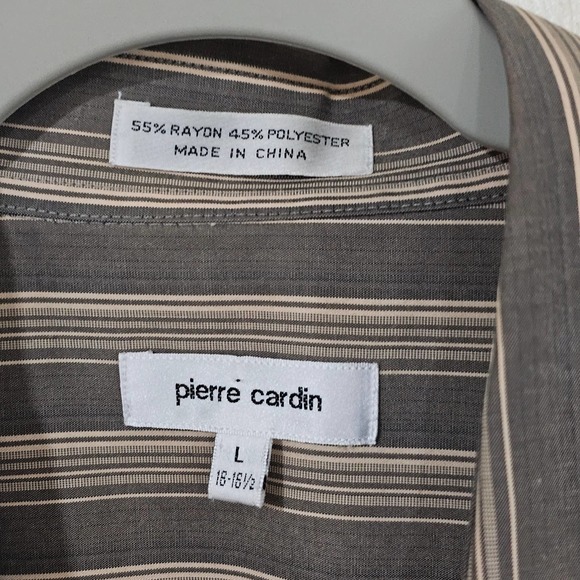 55% RAYON 45% POLYESTER
MADE IN CHINA
pierre cardin
L
16-16½